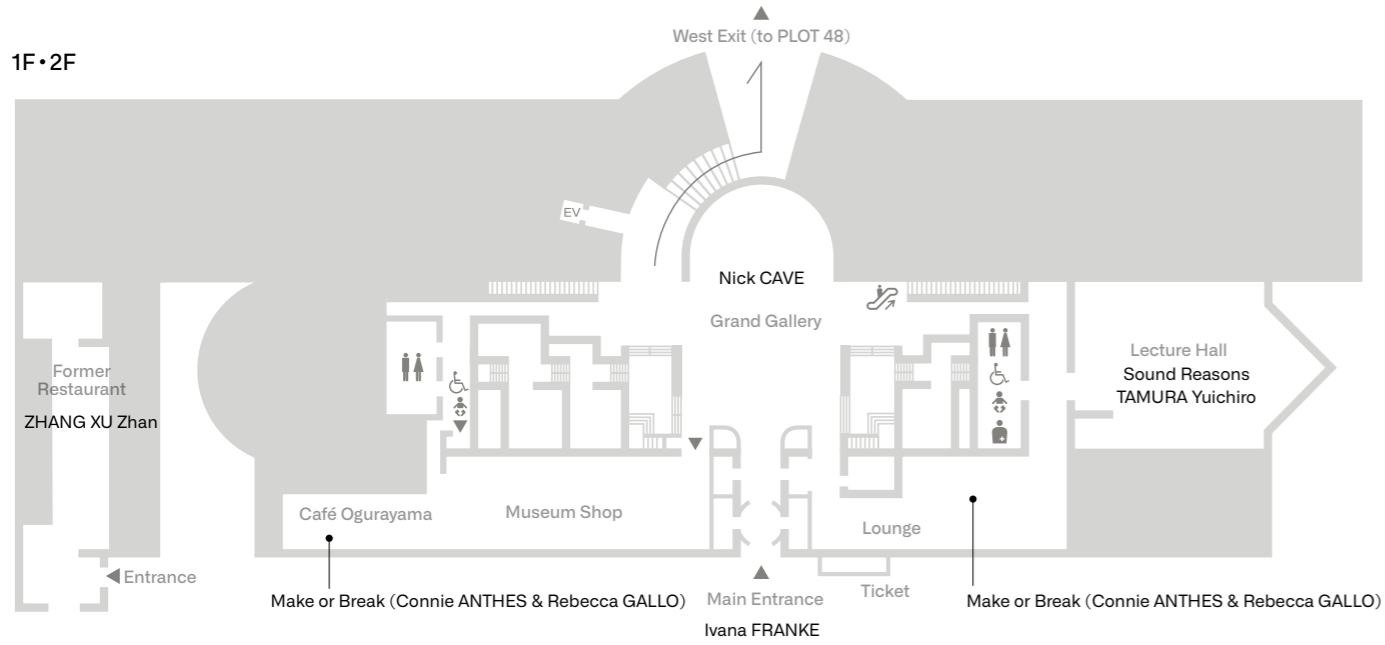 West Exit (to PLOT 48)
1F・2F
EV
Nick CAVE
Grand Gallery
Former
Restaurant
ZHANG XU Zhan
Lecture Hall
Sound Reasons
TAMURA Yuichiro
Café Ogurayama
Museum Shop
Lounge
Entrance
Make or Break (Connie ANTHES & Rebecca GALLO)
Main Entrance
Ivana FRANKE
Ticket
Make or Break (Connie ANTHES & Rebecca GALLO)